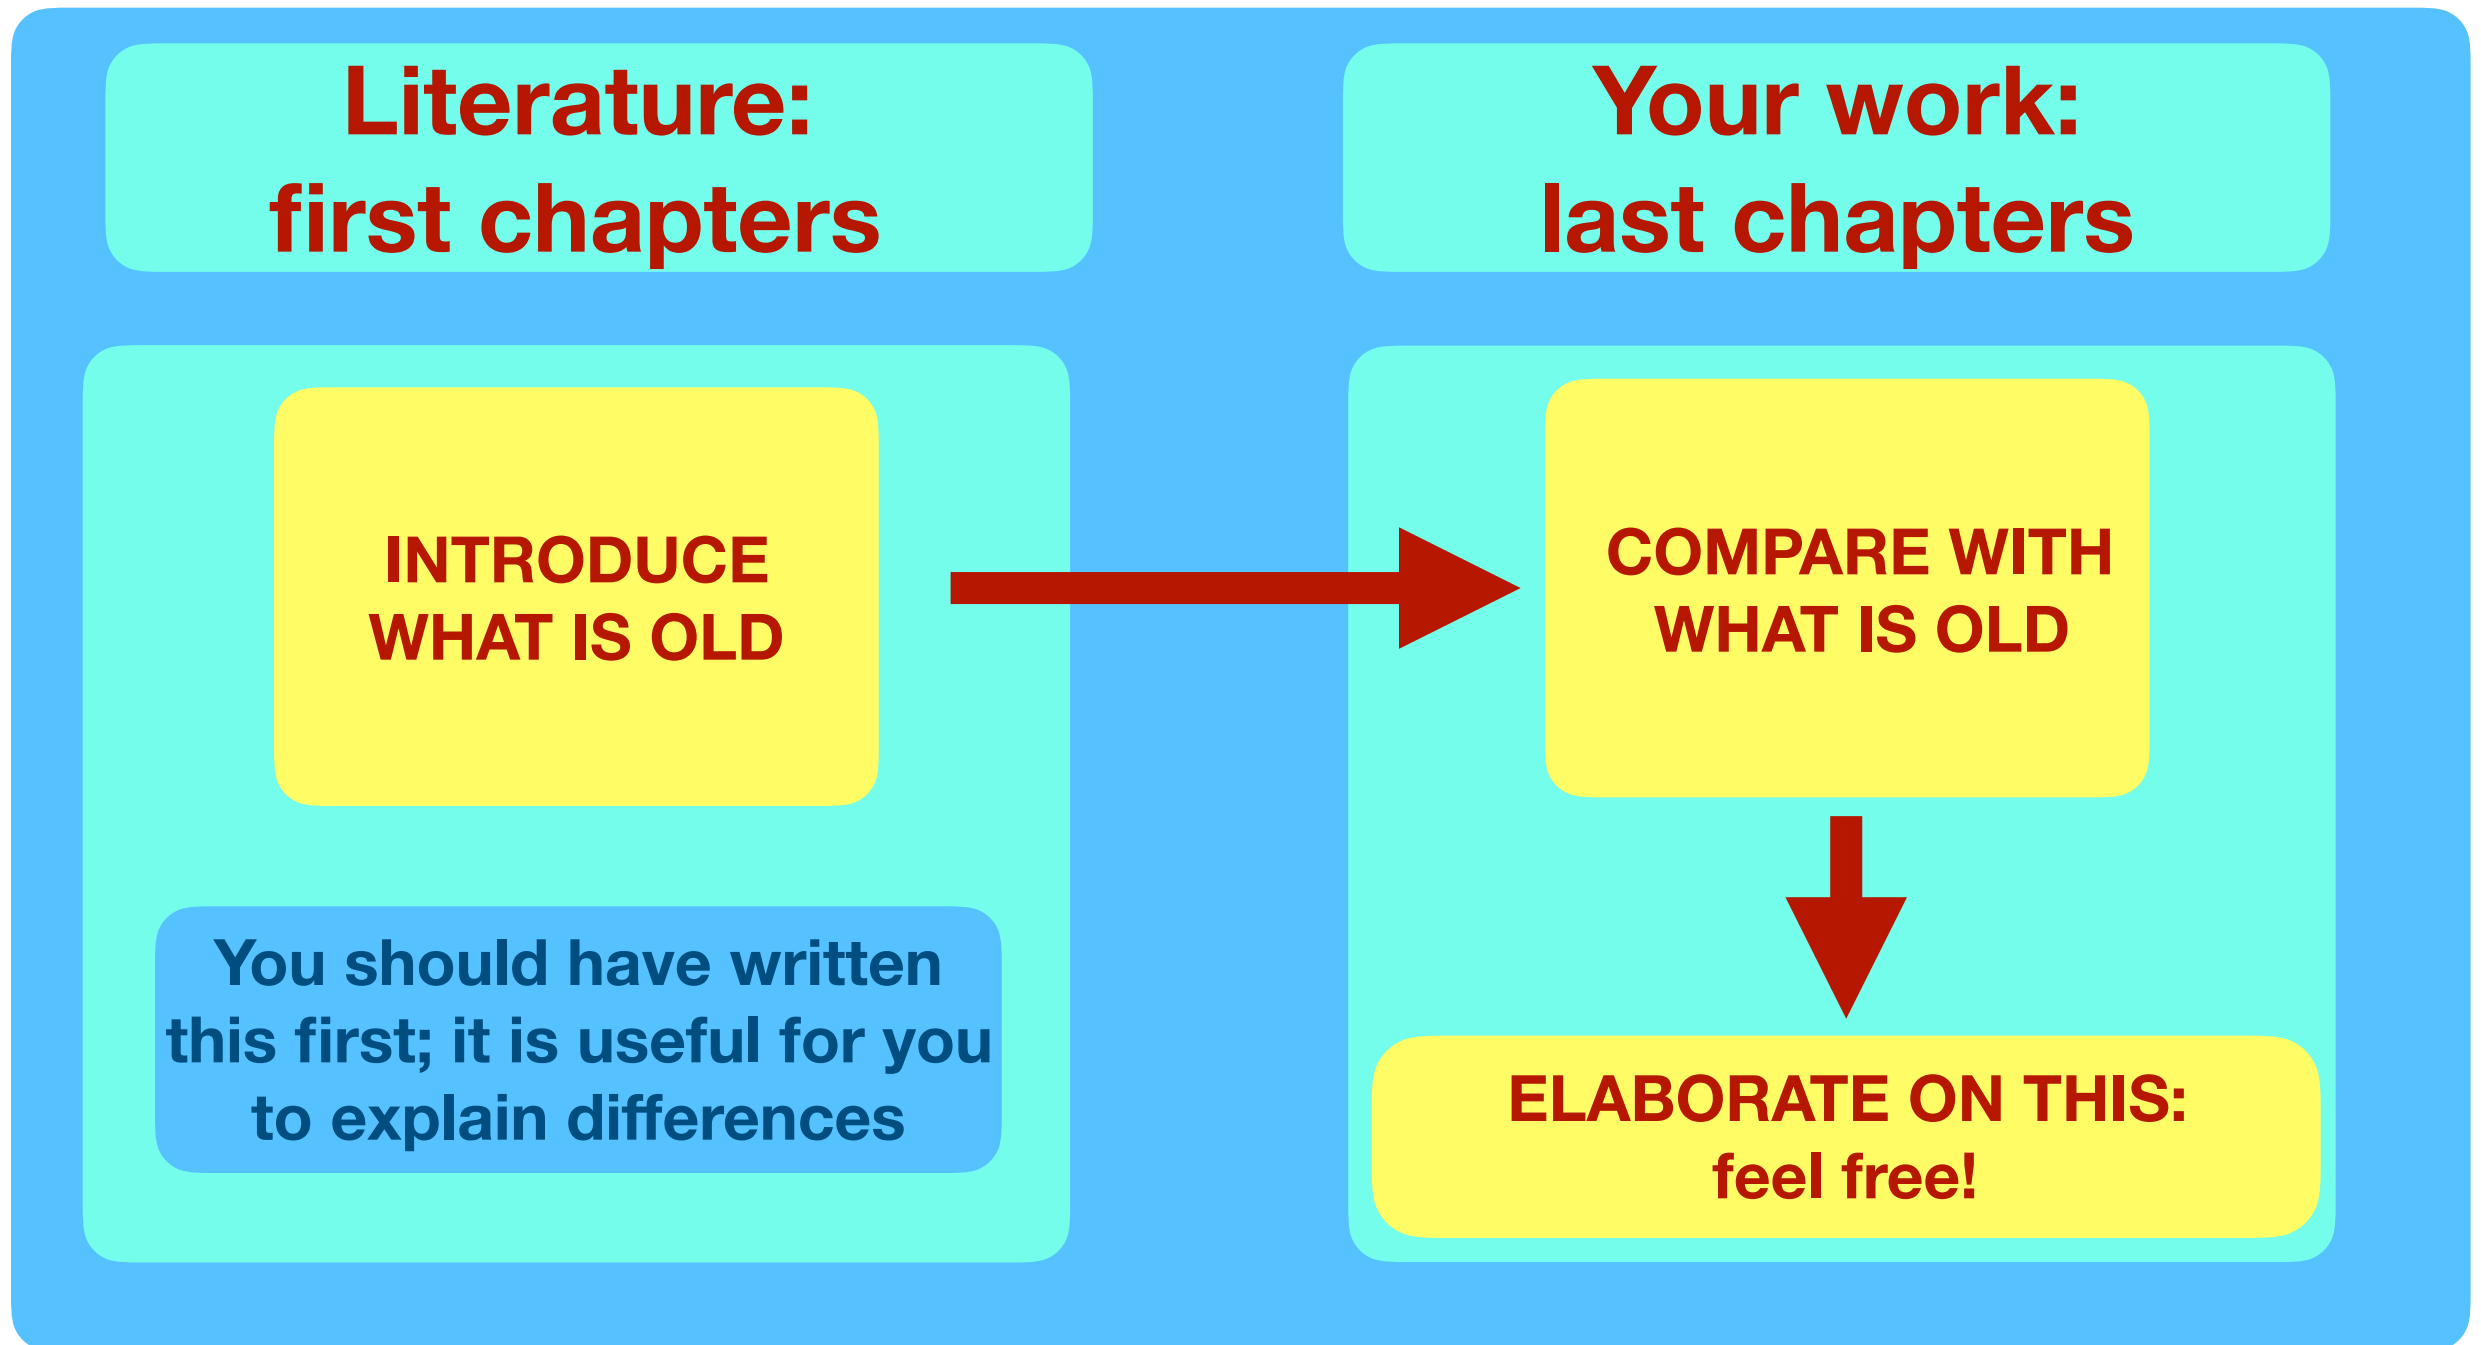 Literature:
first chapters
Your work:
last chapters
INTRODUCE
WHAT IS OLD
You should have written
this first; it is useful for you
to explain differences
COMPARE WITH
WHAT IS OLD
ELABORATE ON THIS:
feel free!